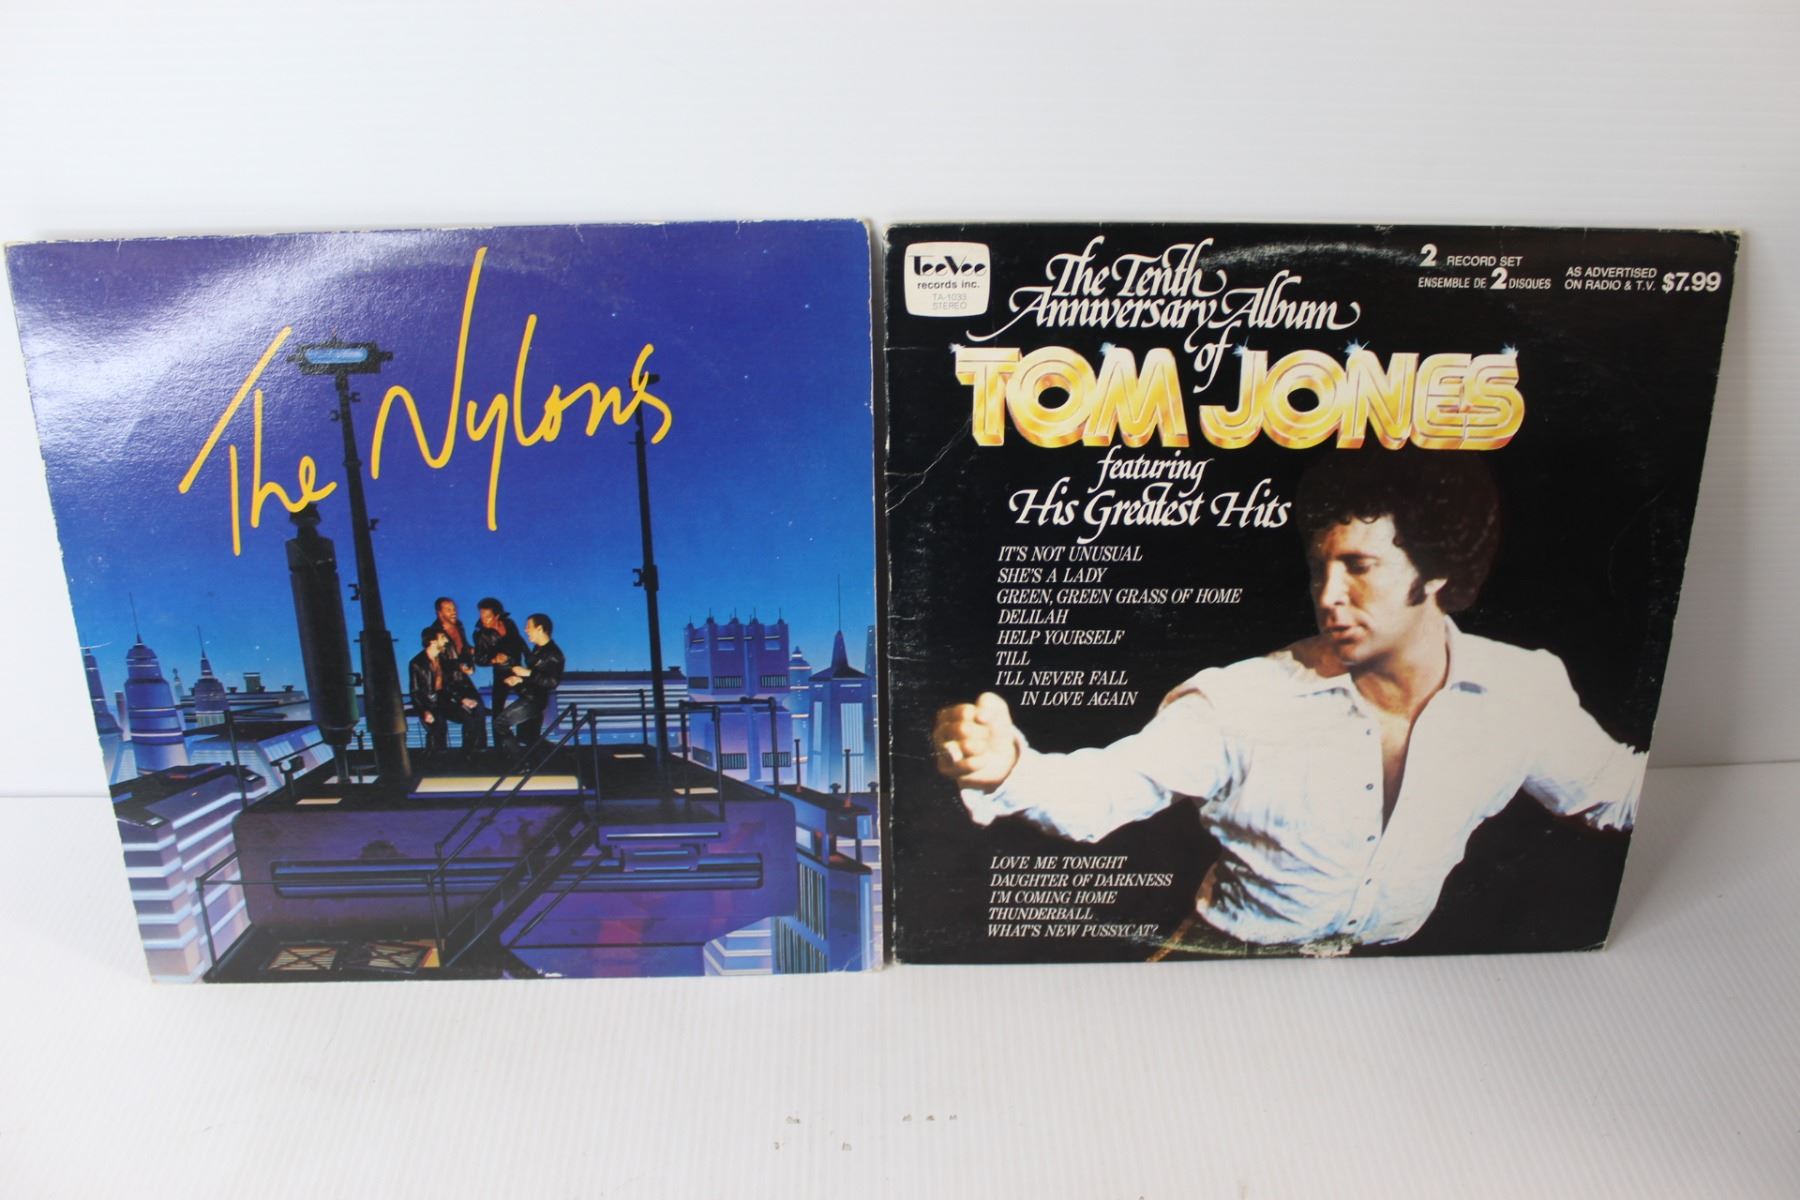 The Nylons
TeeVee
records inc.
TA-1033
STEREO
The Tenth
Anniversary Album
of
TOM JONES
featuring
His Greatest Hits
2 RECORD SET
ENSEMBLE DE 2 DISQUES
AS ADVERTISED
ON RADIO & T.V. $7.99
IT'S NOT UNUSUAL
SHE'S A LADY
GREEN, GREEN GRASS OF HOME
DELILAH
HELP YOURSELF
TILL
I'LL NEVER FALL
IN LOVE AGAIN
LOVE ME TONIGHT
DAUGHTER OF DARKNESS
I'M COMING HOME
THUNDERBALL
WHAT'S NEW PUSSYCAT?